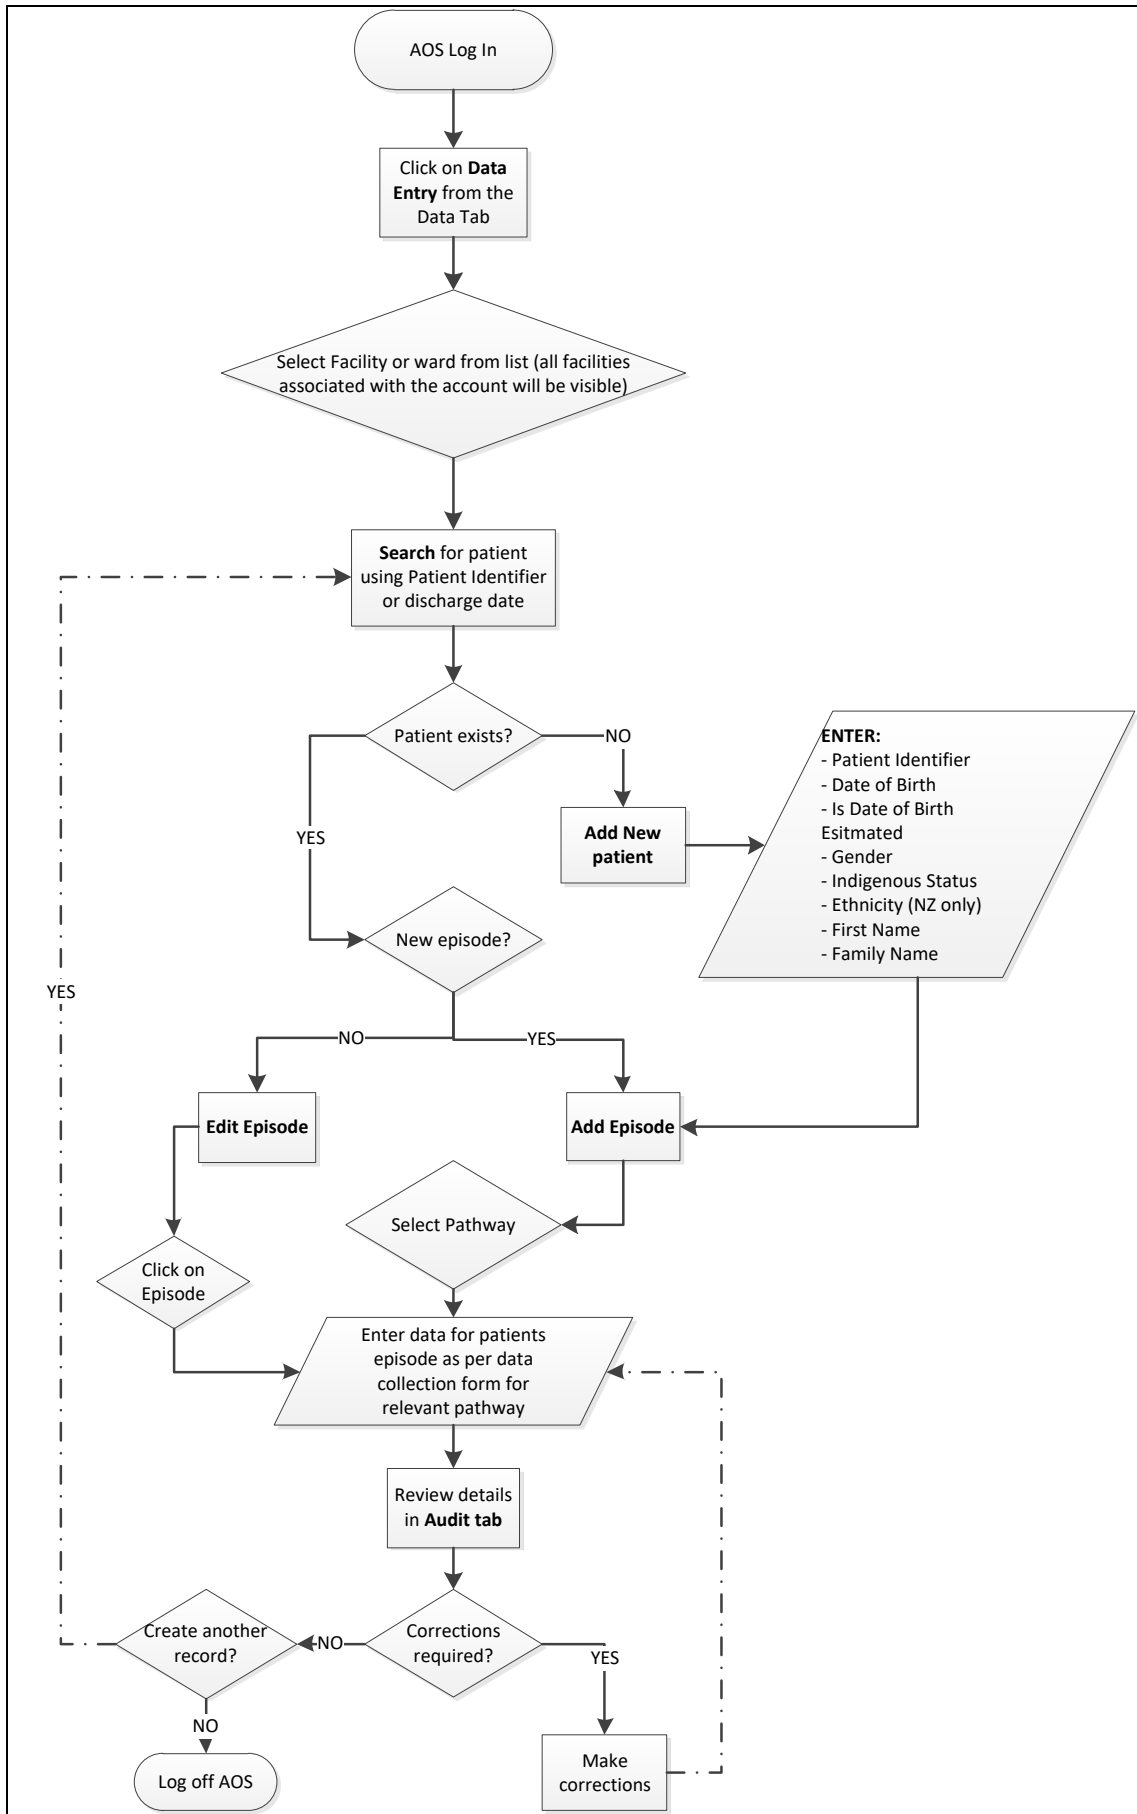 AOS Log In
Click on Data
Entry from the
Data Tab
Select Facility or ward from list (all facilities
associated with the account will be visible)
Search for patient
using Patient Identifier
or discharge date
Patient exists?
NO
YES
Add New
patient
ENTER:
- Patient Identifier
- Date of Birth
- Is Date of Birth
Esitmated
- Gender
- Indigenous Status
- Ethnicity (NZ only)
- First Name
- Family Name
New episode?
YES
NO
YES
Edit Episode
Add Episode
Select Pathway
Click on
Episode
Enter data for patients
episode as per data
collection form for
relevant pathway
Review details
in Audit tab
Create another
record?
NO
Corrections
required?
YES
NO
Log off AOS
Make
corrections